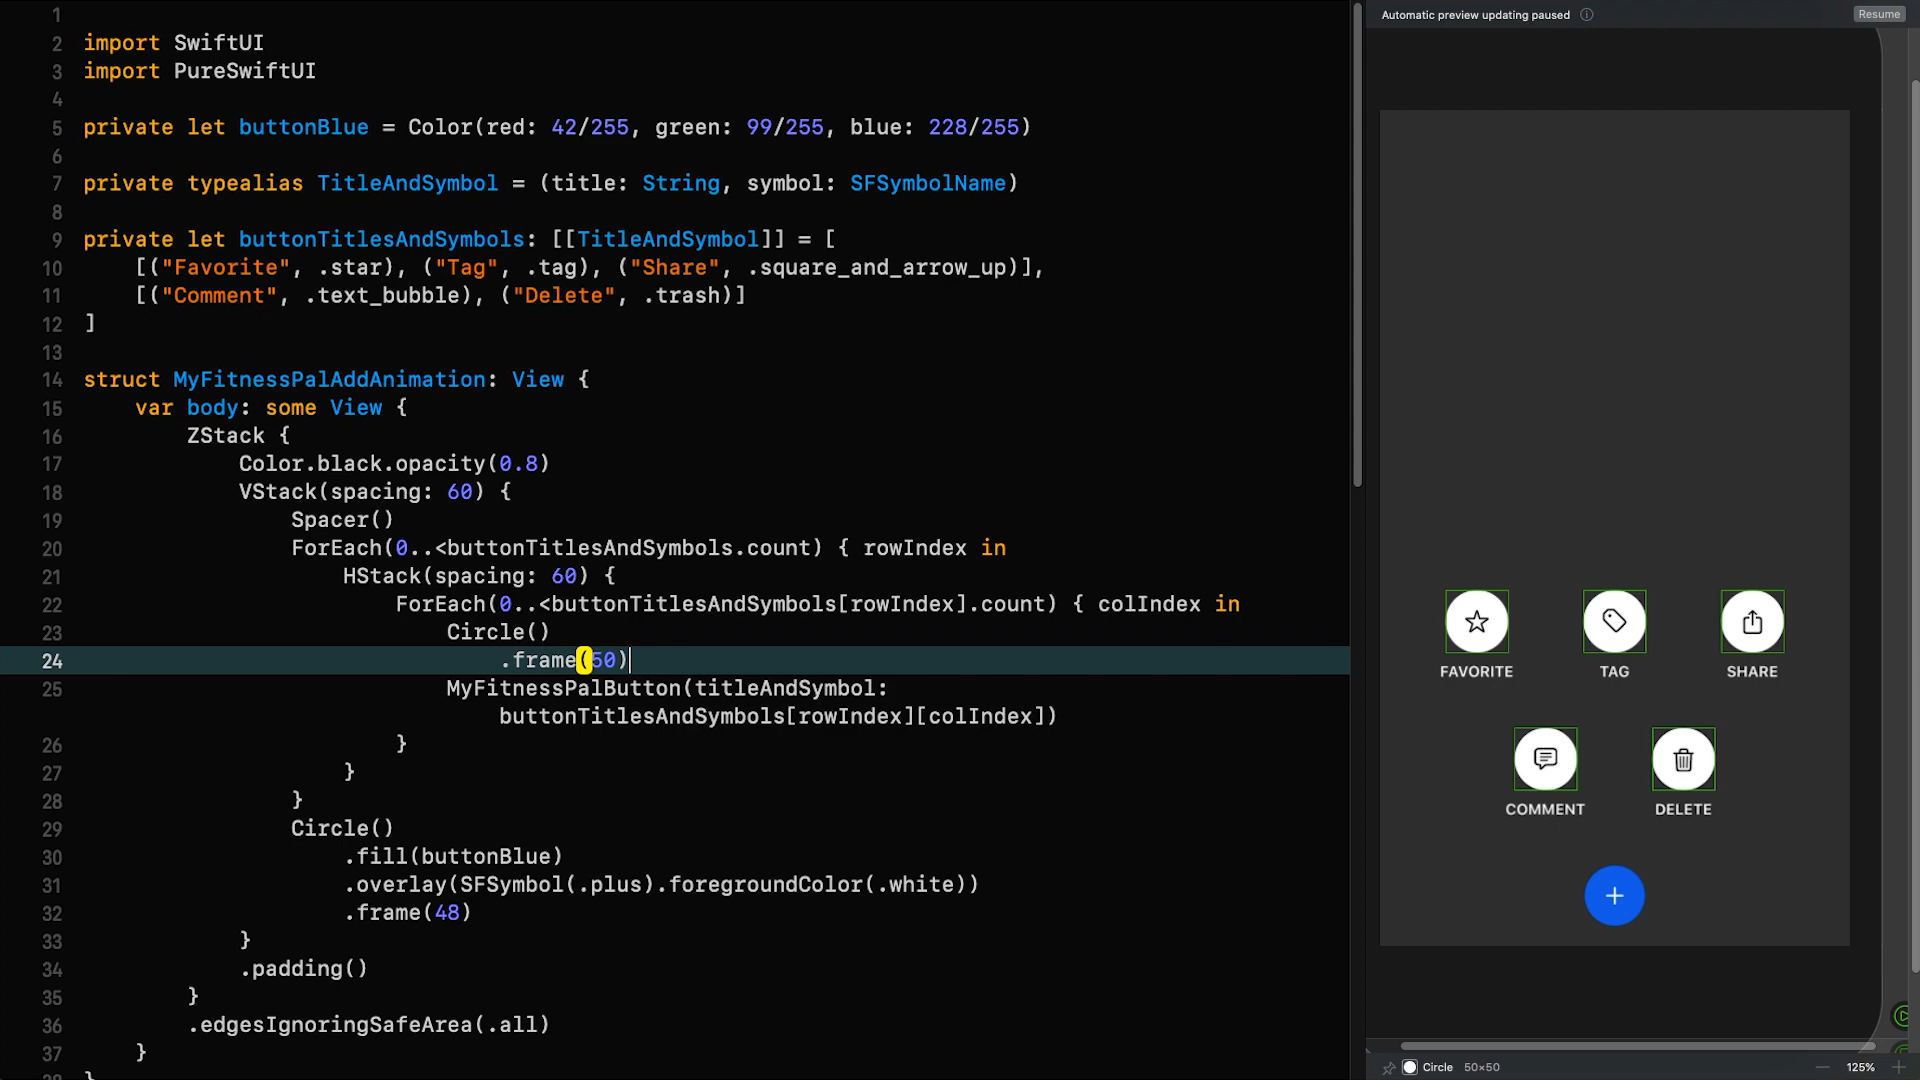 1
2 import SwiftUI
3 import PureSwiftUI
4
5 private let buttonBlue = Color(red: 42/255, green: 99/255, blue: 228/255)
6
7 private typealias TitleAndSymbol = (title: String, symbol: SFSymbolName)
8
9 private let buttonTitlesAndSymbols: [[TitleAndSymbol]] = [
10 [("Favorite", .star), ("Tag", .tag), ("Share", .square_and_arrow_up)],
11 [("Comment", .text_bubble), ("Delete", .trash)]
12 ]
13
14 struct MyFitnessPalAddAnimation: View {
15 var body: some View {
16 ZStack {
17 Color.black.opacity(0.8)
18 VStack(spacing: 60) {
19 Spacer()
20 ForEach(0..<buttonTitlesAndSymbols.count) { rowIndex in
21 HStack(spacing: 60) {
22 ForEach(0..<buttonTitlesAndSymbols[rowIndex].count) { colIndex in
23 Circle()
24 .frame(50)
25 MyFitnessPalButton(titleAndSymbol:
buttonTitlesAndSymbols[rowIndex][colIndex])
26 }
27 }
28 }
29 Circle()
30 .fill(buttonBlue)
31 .overlay(SFSymbol(.plus).foregroundColor(.white))
32 .frame(48)
33 }
34 .padding()
35 }
36 .edgesIgnoringSafeArea(.all)
37 }
38 }
Automatic preview updating paused
Resume
FAVORITE TAG SHARE
COMMENT DELETE
Circle 50×50
125%